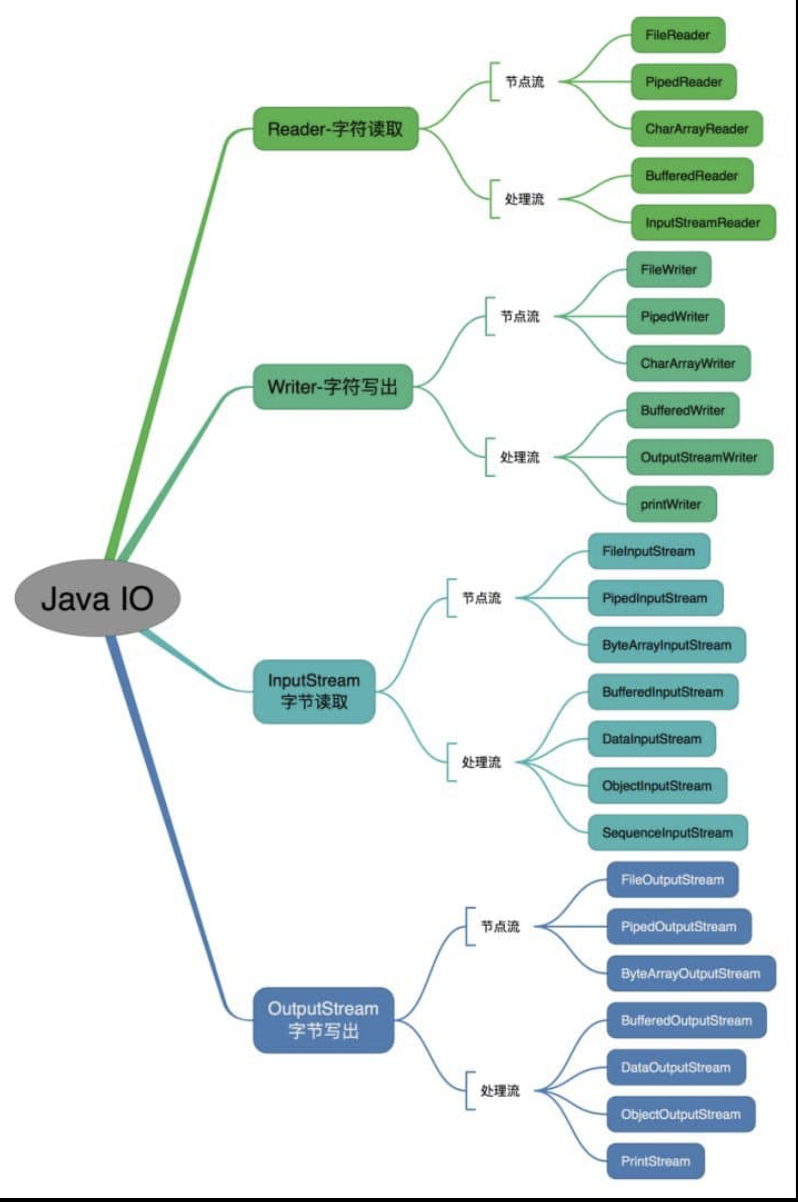 FileReader
节点流
PipedReader
Reader-字符读取
CharArrayReader
BufferedReader
处理流
InputStreamReader
FileWriter
节点流
PipedWriter
CharArrayWriter
Writer-字符写出
BufferedWriter
处理流
OutputStreamWriter
printWriter
Java IO
FileInputStream
节点流
PipedInputStream
ByteArrayInputStream
InputStream
字节读取
BufferedInputStream
DataInputStream
处理流
ObjectInputStream
SequenceInputStream
FileOutputStream
节点流
PipedOutputStream
ByteArrayOutputStream
OutputStream
字节写出
BufferedOutputStream
DataOutputStream
处理流
ObjectOutputStream
PrintStream